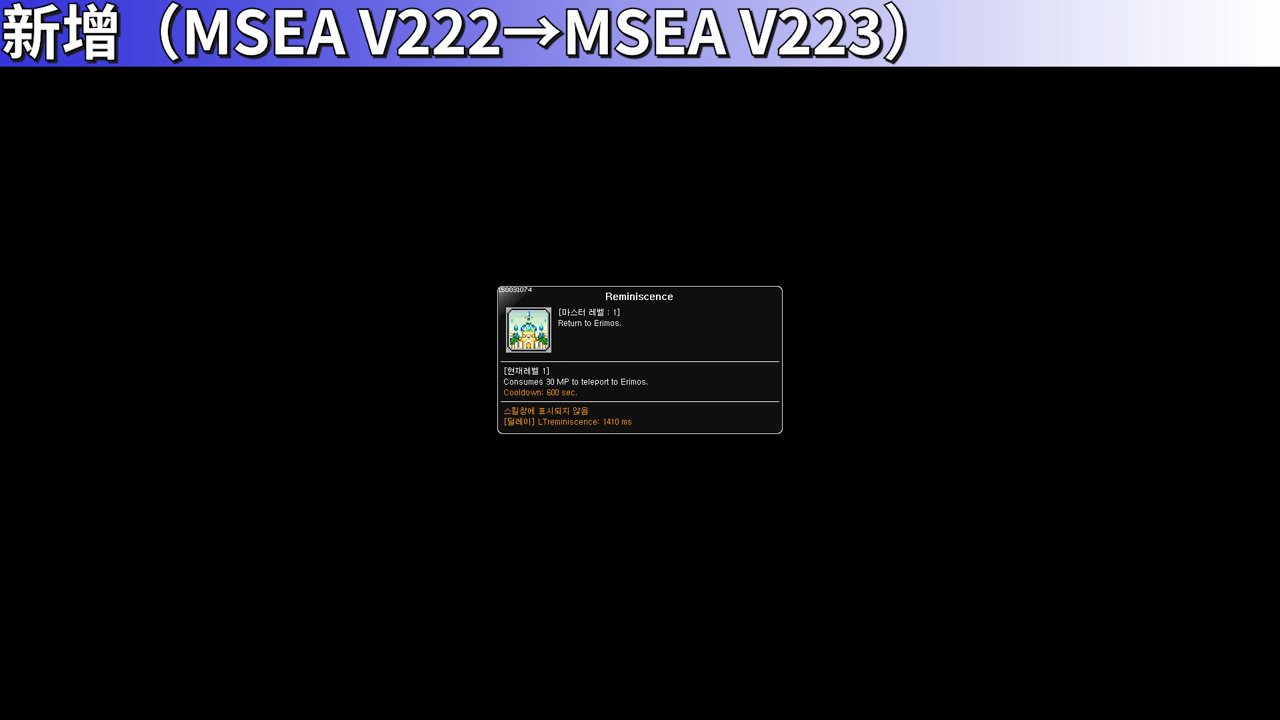 新增（MSEA V222→MSEA V223）
150031074
Reminiscence
[마스터 레벨 : 1]
Return to Erimos.
[현재레벨 1]
Consumes 30 MP to teleport to Erimos.
Cooldown: 600 sec.
스킬창에 표시되지 않음
[딜레이] LTreminiscence: 1410 ms